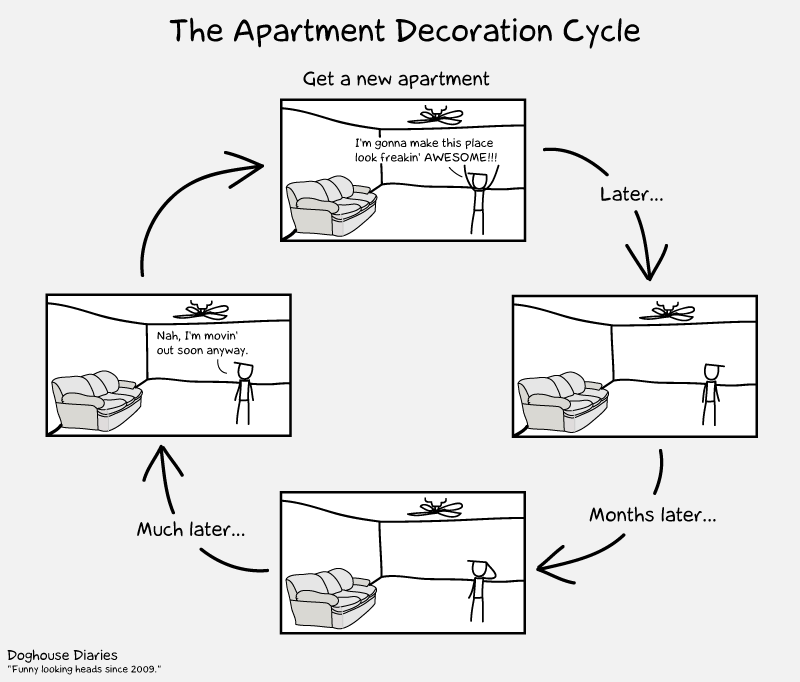 The Apartment Decoration Cycle
Get a new apartment
I'm gonna make this place
look freakin' AWESOME!!!
Later...
Months later...
Much later...
Nah, I'm movin'
out soon anyway.
Doghouse Diaries
"Funny looking heads since 2009."